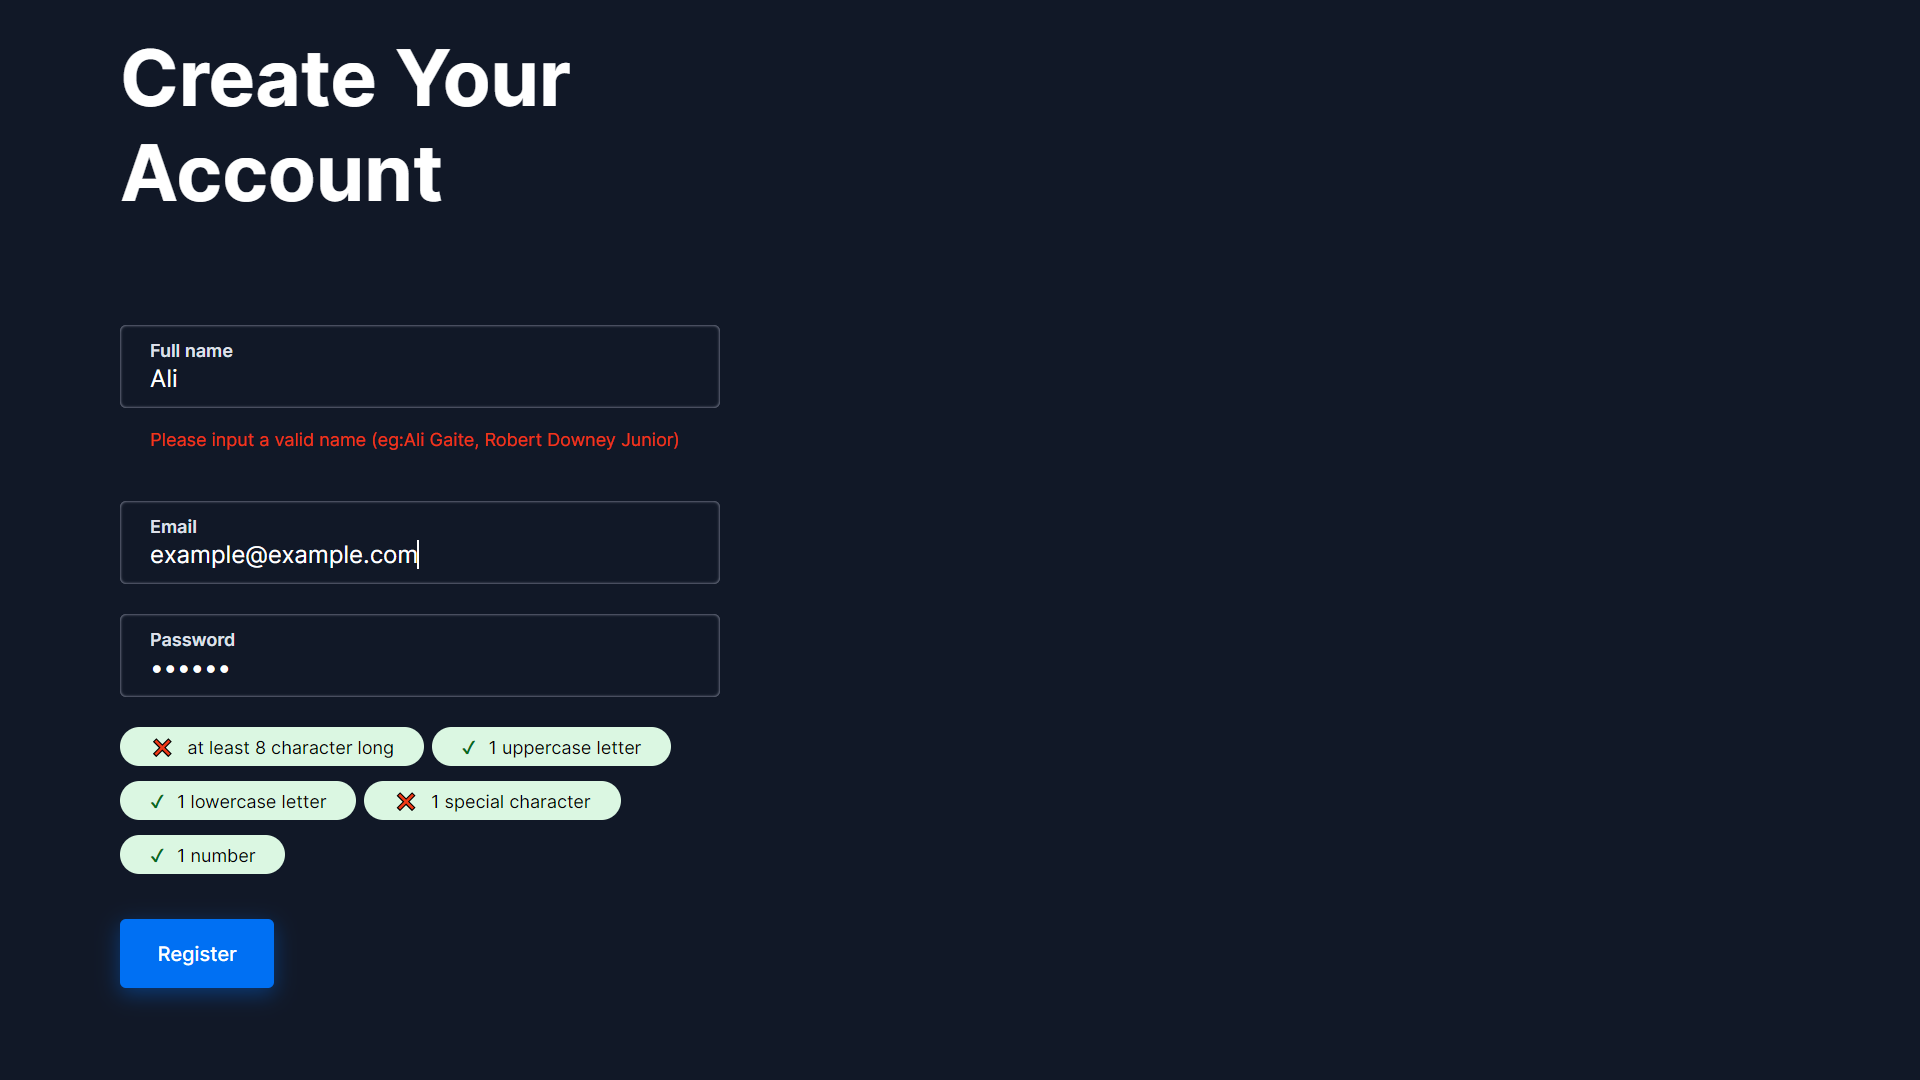 Create Your
Account
Full name
Ali
Please input a valid name (eg:Ali Gaite, Robert Downey Junior)
Email
example@example.com
Password
••••••
❌ at least 8 character long ✓ 1 uppercase letter
✓ 1 lowercase letter ❌ 1 special character
✓ 1 number
Register